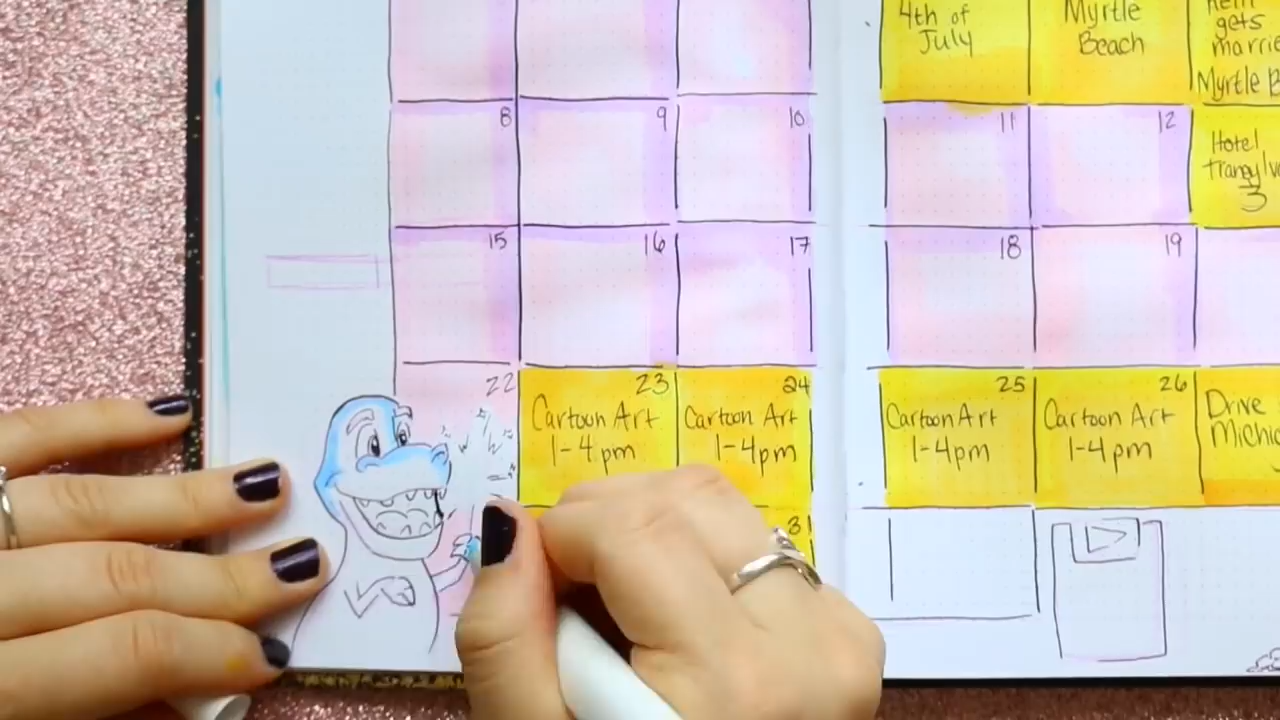 4th of
July
Myrtle
Beach
gets
Myrtle
8
9
10
11
12
Hotel
3
15
16
17
18
19
22
23
Cartoon Art
1-4pm
24
Cartoon Art
1-4pm
25
Cartoon Art
1-4pm
26
Cartoon Art
1-4pm
Drive
3